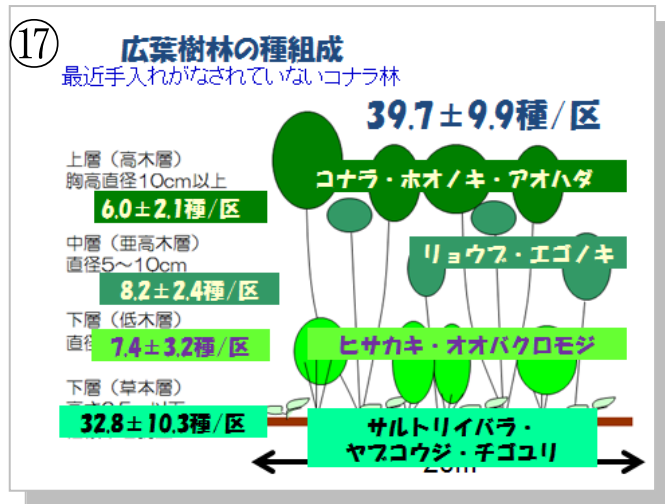 ⑰
広葉樹林の種組成
最近手入れがなされていないコナラ林
39.7±9.9種/区
上層（高木層）
胸高直径10cm以上
6.0±2.1種/区
コナラ・ホオノキ・アオハダ
中層（亜高木層）
直径5～10cm
8.2±2.4種/区
リョウブ・エゴノキ
下層（低木層）
7.4±3.2種/区
ヒサカキ・オオバクロモジ
下層（草本層）
32.8±10.3種/区
サルトリイバラ・
ヤブコウジ・チゴユリ